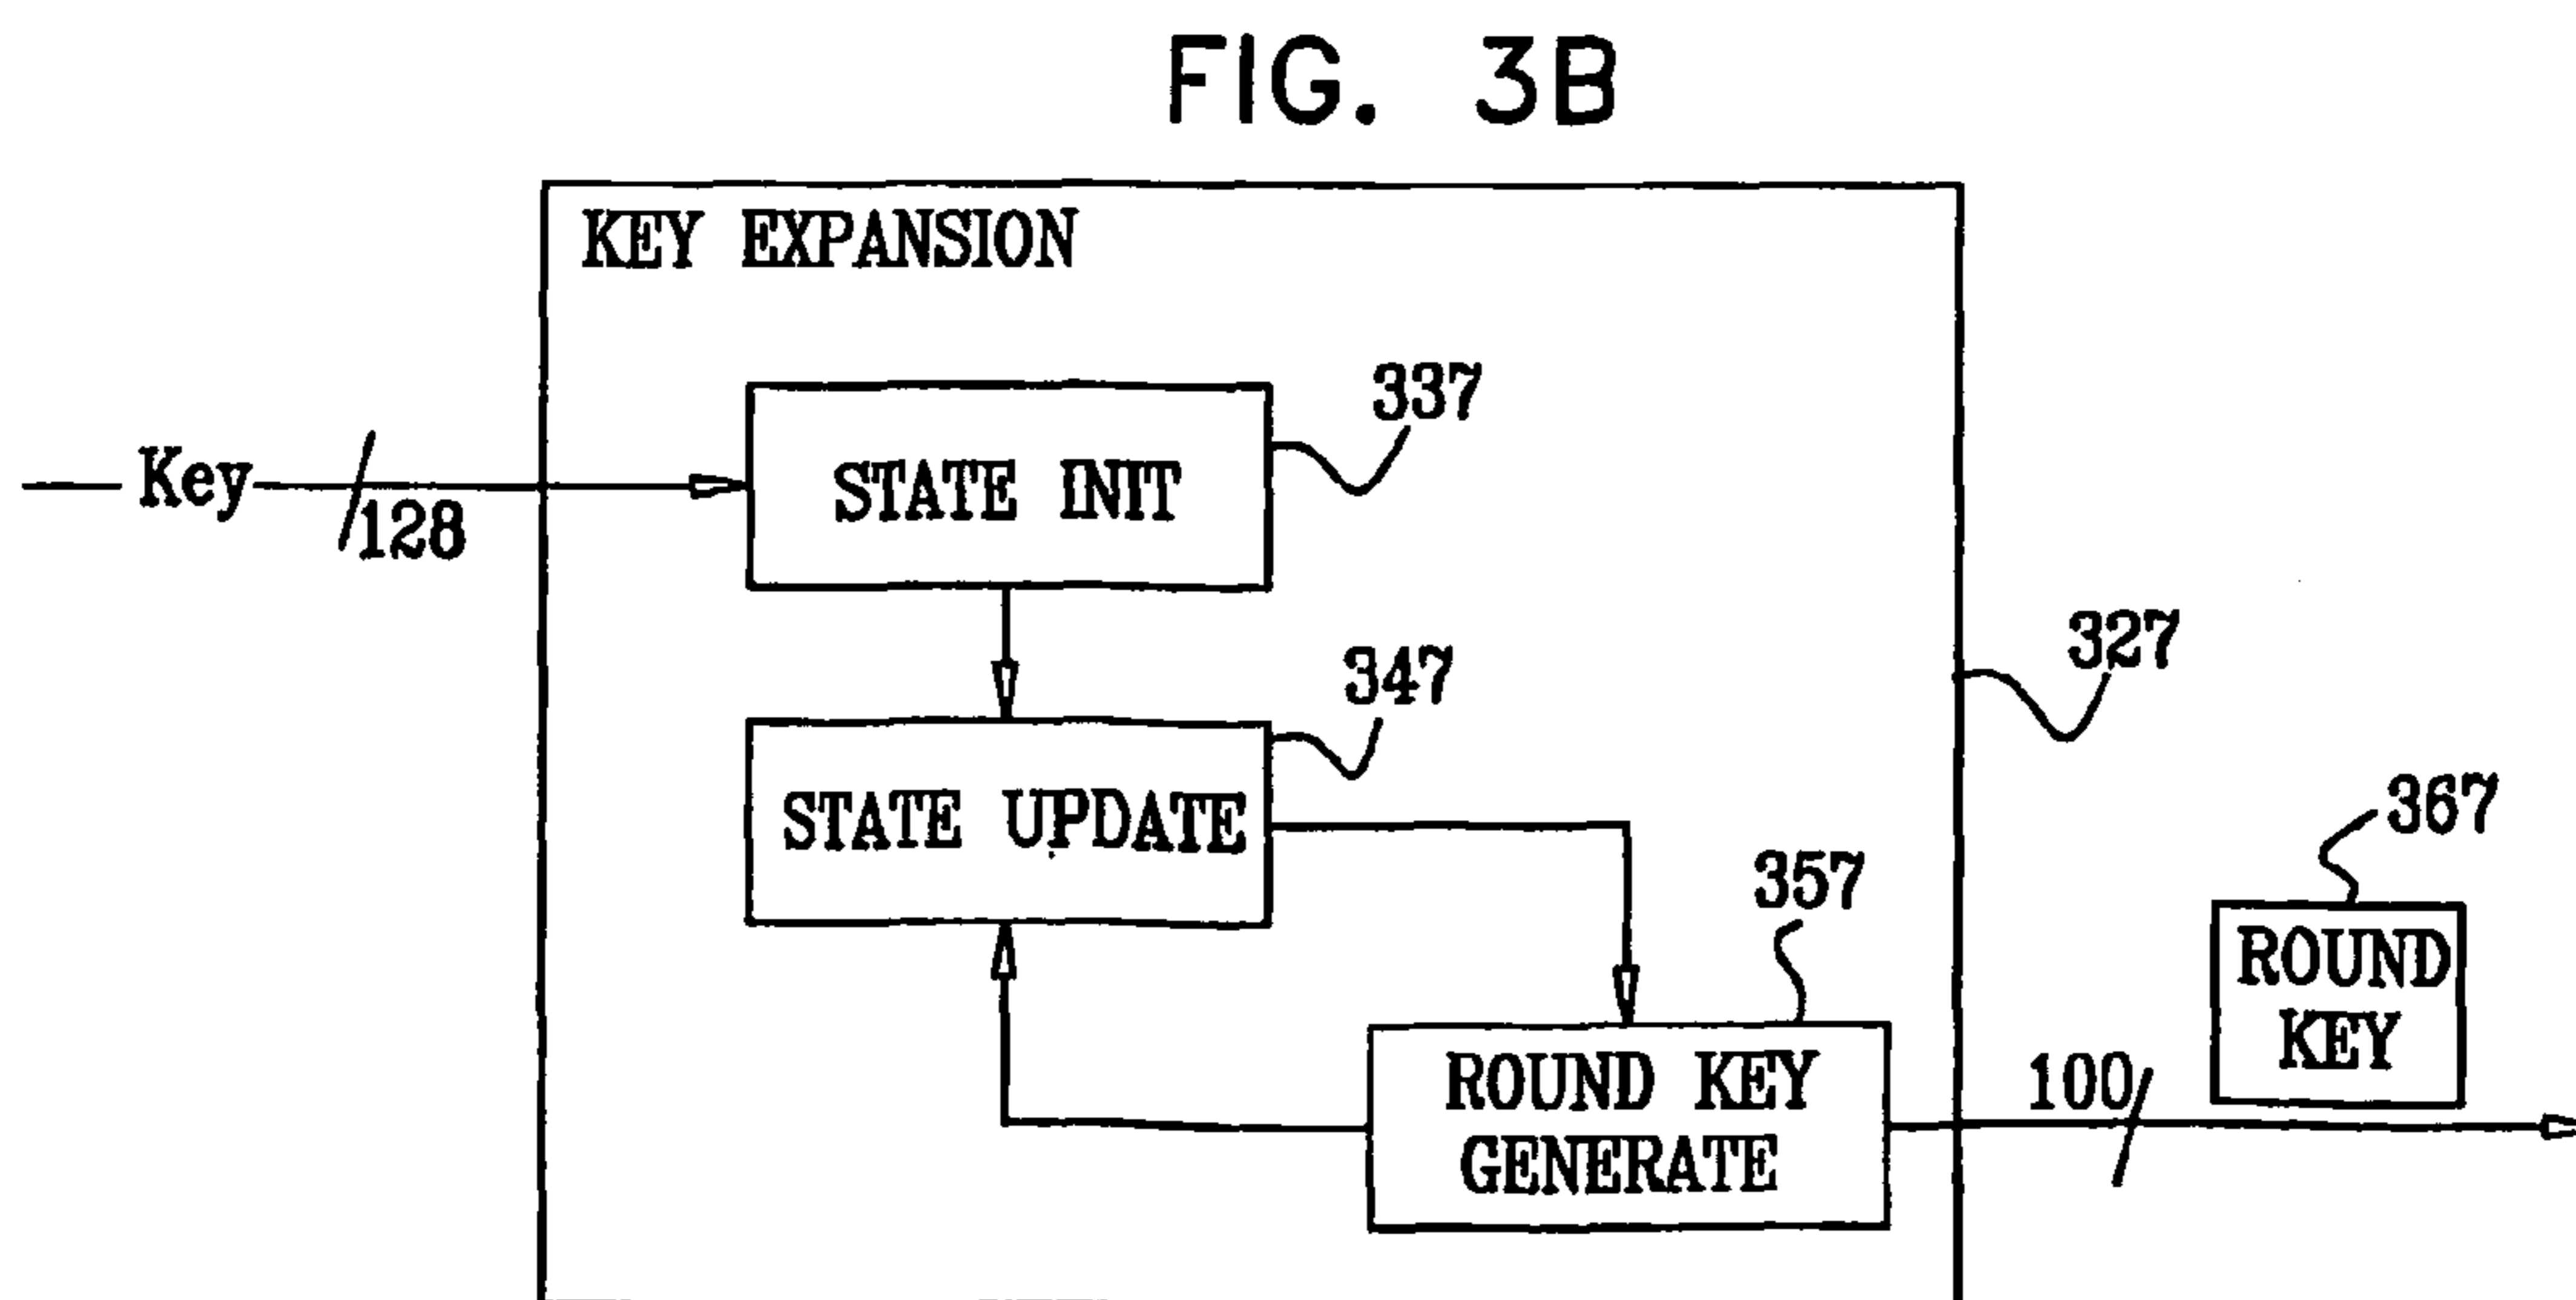 FIG. 3B
KEY EXPANSION
337
Key
128
STATE INIT
327
347
STATE UPDATE
367
357
ROUND
KEY
ROUND KEY
GENERATE
100